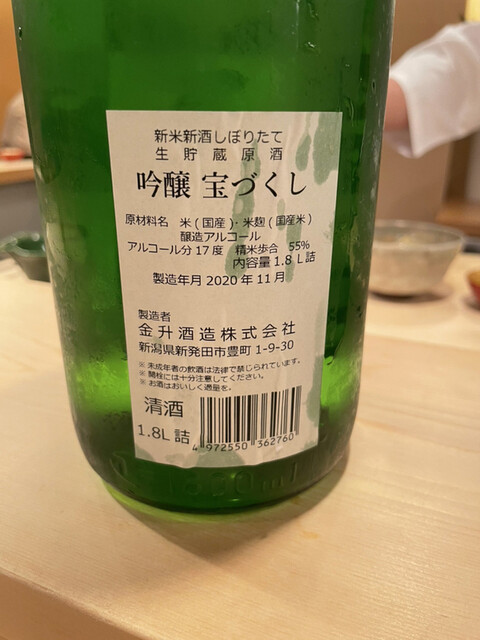 新米新酒しぼりたて
生貯蔵原酒
吟醸 宝づくし
原材料名 米(国産)・米麹(国産米)
醸造アルコール
アルコール分17度 精米歩合 55%
内容量1.8L詰
製造年月2020年11月
製造者
金升酒造株式会社
新潟県新発田市豊町1-9-30
※未成年者の飲酒は法律で禁じられています。
※開栓には十分注意してください。
※お酒はおいしく適量を。
清酒
1.8L詰
4 972550 362760
1800ml